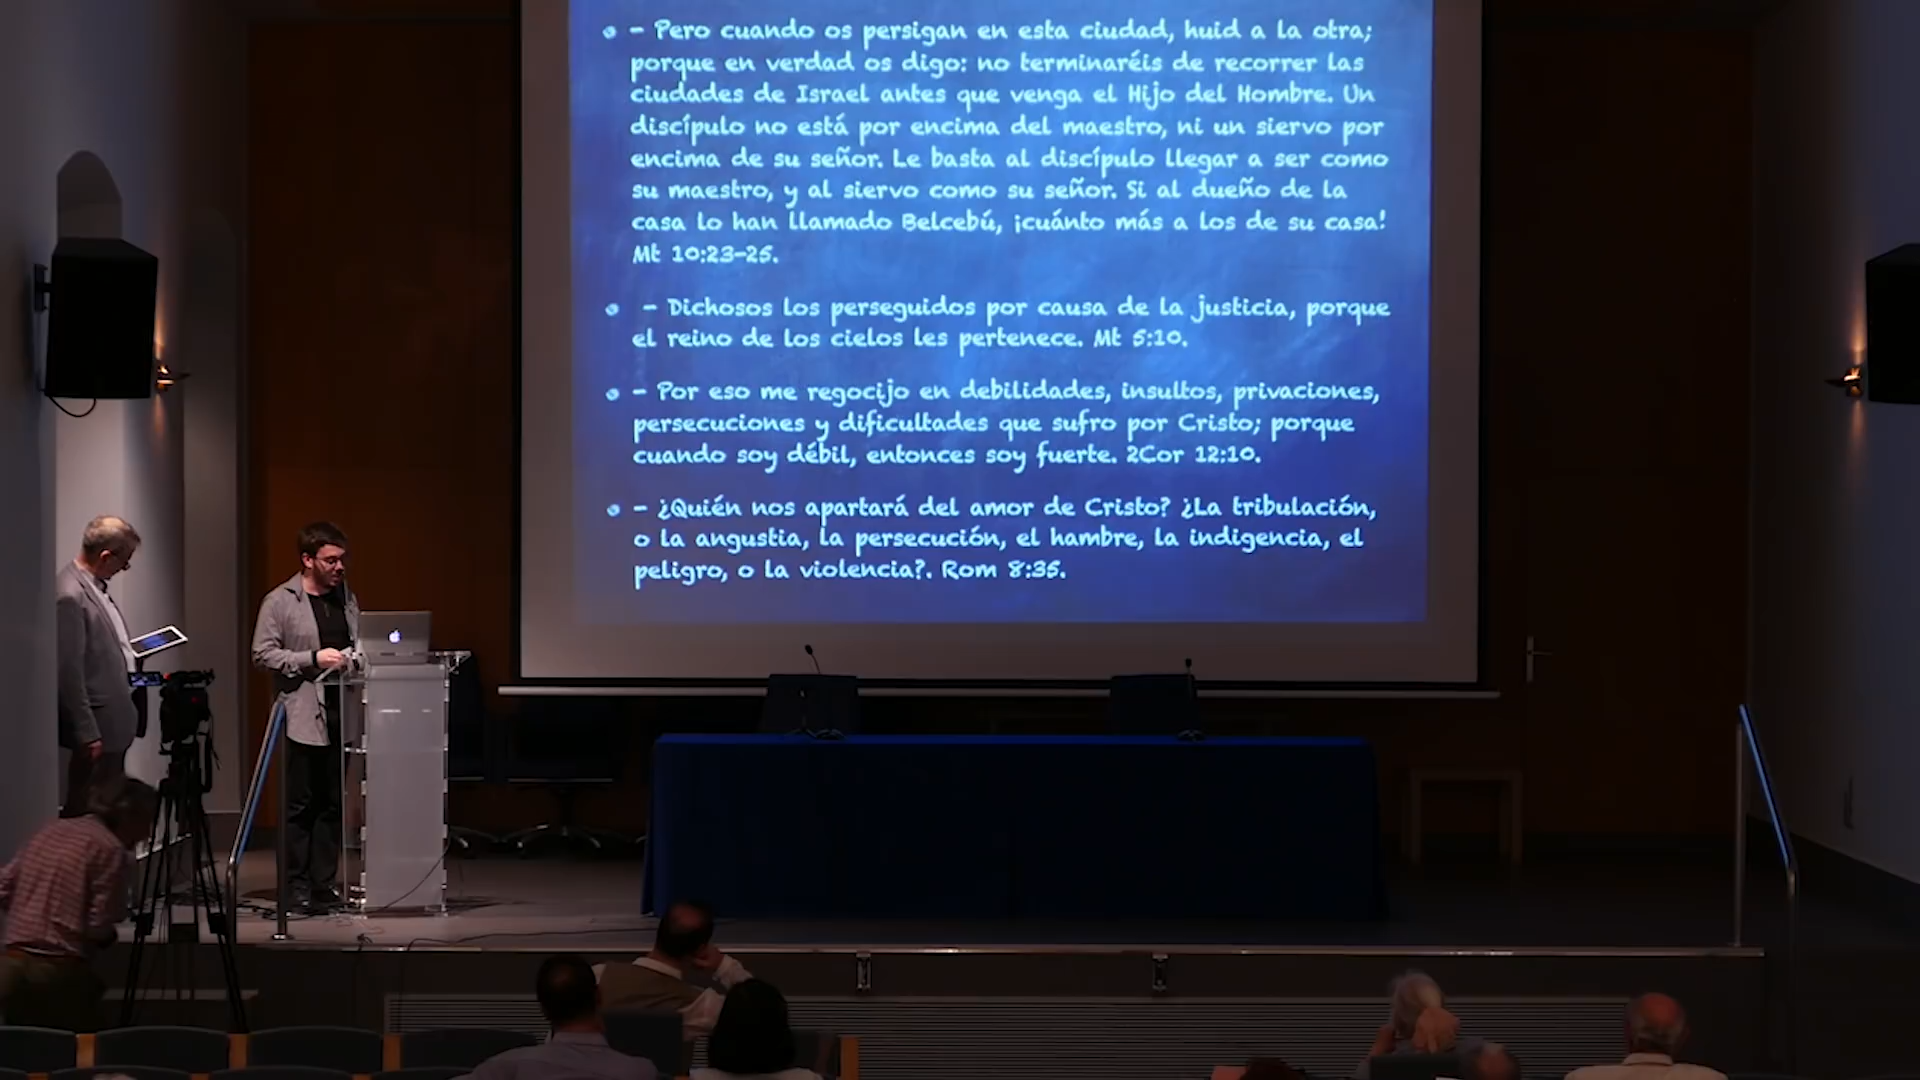 - Pero cuando os persigan en esta ciudad, huid a la otra;
porque en verdad os digo: no terminaréis de recorrer las
ciudades de Israel antes que venga el Hijo del Hombre. Un
discípulo no está por encima del maestro, ni un siervo por
encima de su señor. Le basta al discípulo llegar a ser como
su maestro, y al siervo como su señor. Si al dueño de la
casa lo han llamado Belcebú, ¡cuánto más a los de su casa!
Mt 10:23-25.
- Dichosos los perseguidos por causa de la justicia, porque
el reino de los cielos les pertenece. Mt 5:10.
- Por eso me regocijo en debilidades, insultos, privaciones,
persecuciones y dificultades que sufro por Cristo; porque
cuando soy débil, entonces soy fuerte. 2Cor 12:10.
- ¿Quién nos apartará del amor de Cristo? ¿La tribulación,
o la angustia, la persecución, el hambre, la indigencia, el
peligro, o la violencia?. Rom 8:35.